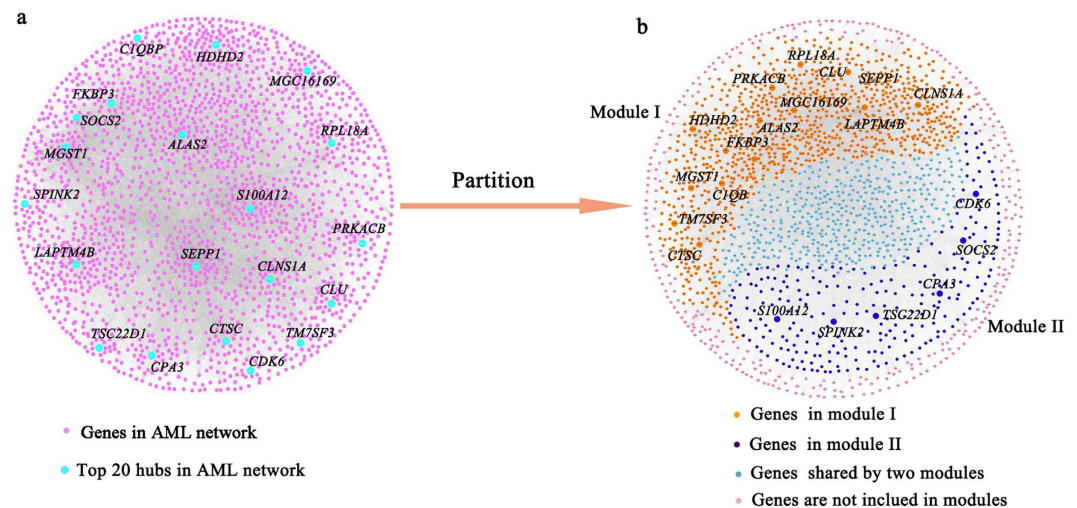 a
C1QBP
HDHD2
MGC16169
FKBP3
SOCS2
RPL18A
ALAS2
MGST1
SPINK2
S100A12
PRKACB
LAPTM4B
SEPP1
CLNS1A
CLU
TSC22D1
CTSC
TM7SF3
CPA3
CDK6
Genes in AML network
Top 20 hubs in AML network
Partition
b
Module I
RPL18A
CLU
SEPP1
PRKACB
CLNS1A
MGC16169
HDHD2
ALAS2
LAPTM4B
FKBP3
MGST1
C1QB
CDK6
TM7SF3
SOCS2
CTSC
CPA3
S100A12
TSG22D1
SPINK2
Module II
Genes in module I
Genes in module II
Genes shared by two modules
Genes are not inclued in modules